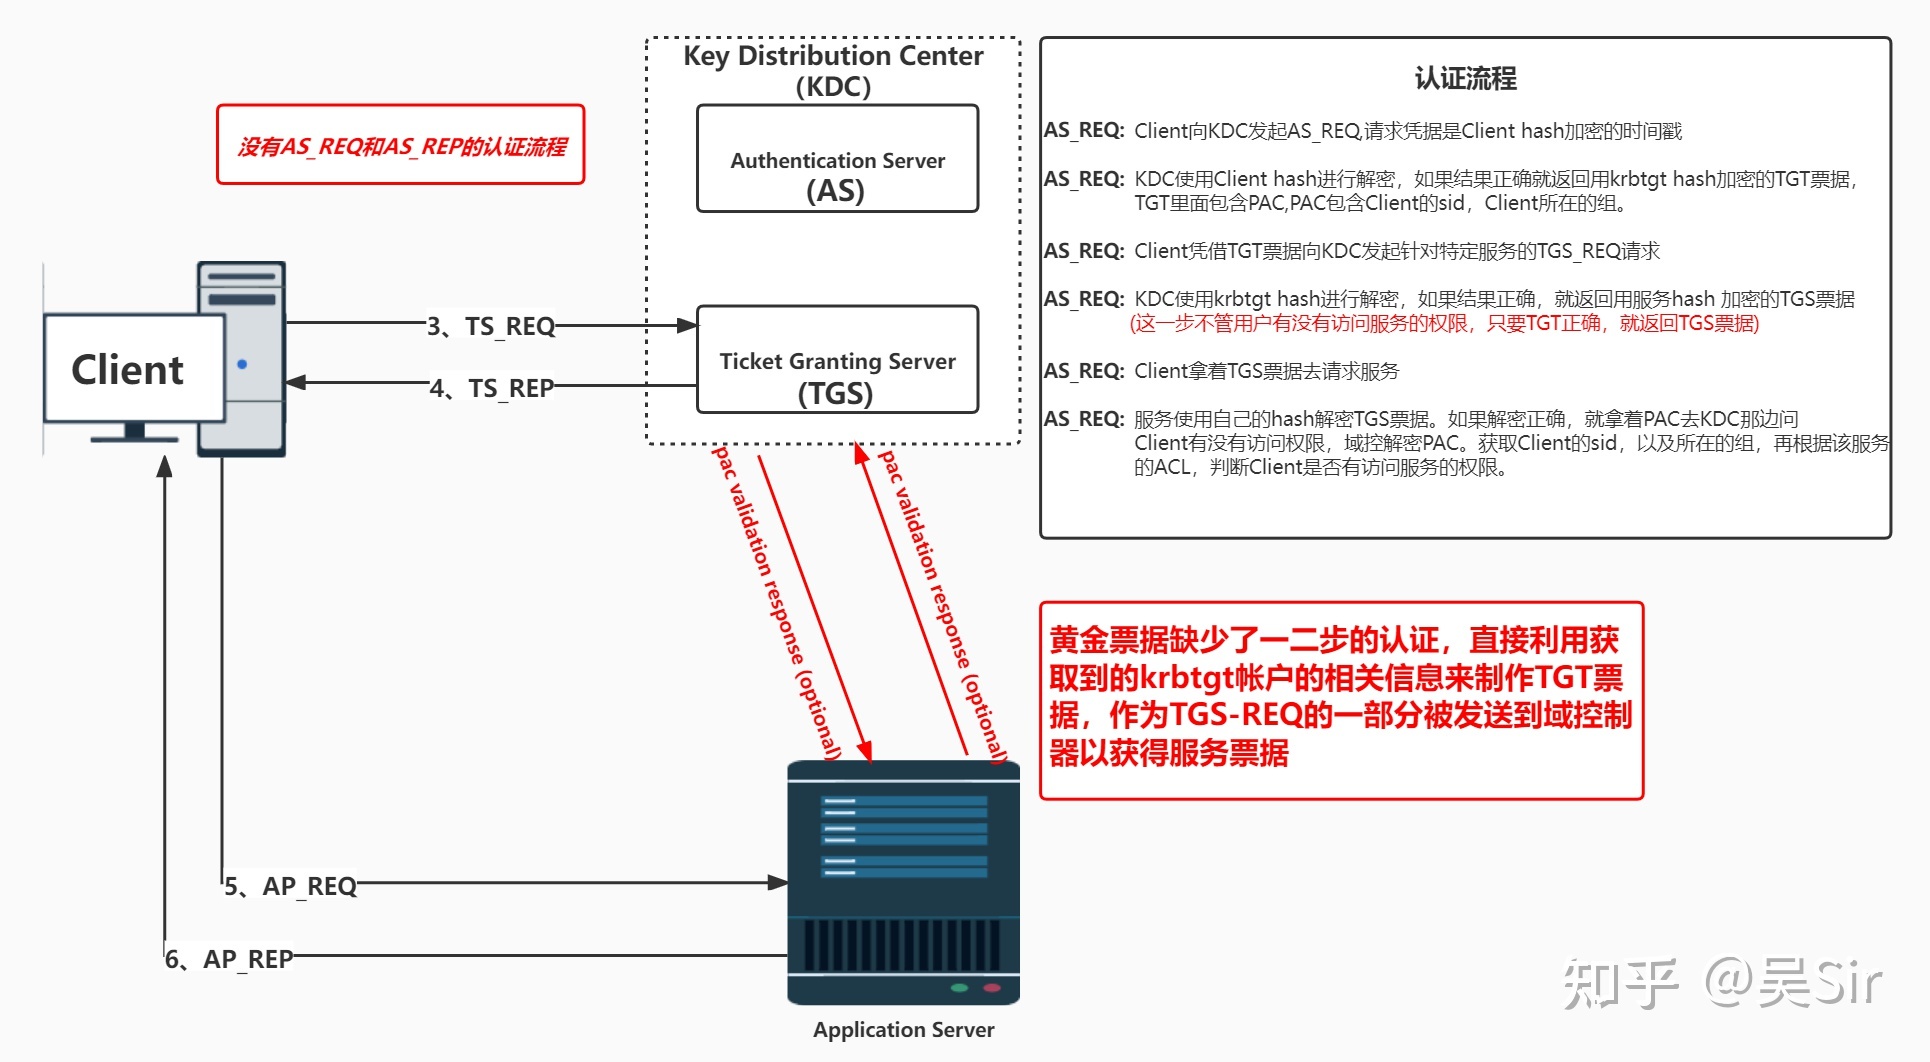 Key Distribution Center
(KDC)
没有AS_REQ和AS_REP的认证流程
Authentication Server
(AS)
3、TS_REQ
Client
4、TS_REP
Ticket Granting Server
(TGS)
pac validation response (optional)
pac validation response (optional)
5、AP_REQ
6、AP_REP
Application Server
认证流程
AS_REQ: Client向KDC发起AS_REQ,请求凭据是Client hash加密的时间戳
AS_REQ: KDC使用Client hash进行解密，如果结果正确就返回用krbtgt hash加密的TGT票据，
TGT里面包含PAC,PAC包含Client的sid，Client所在的组。
AS_REQ: Client凭借TGT票据向KDC发起针对特定服务的TGS_REQ请求
AS_REQ: KDC使用krbtgt hash进行解密，如果结果正确，就返回用服务hash 加密的TGS票据
(这一步不管用户有没有访问服务的权限，只要TGT正确，就返回TGS票据)
AS_REQ: Client拿着TGS票据去请求服务
AS_REQ: 服务使用自己的hash解密TGS票据。如果解密正确，就拿着PAC去KDC那边问
Client有没有访问权限，域控解密PAC。获取Client的sid，以及所在的组，再根据该服务
的ACL，判断Client是否有访问服务的权限。
黄金票据缺少了一二步的认证，直接利用获
取到的krbtgt帐户的相关信息来制作TGT票
据，作为TGS-REQ的一部分被发送到域控制
器以获得服务票据
知乎 @吴Sir